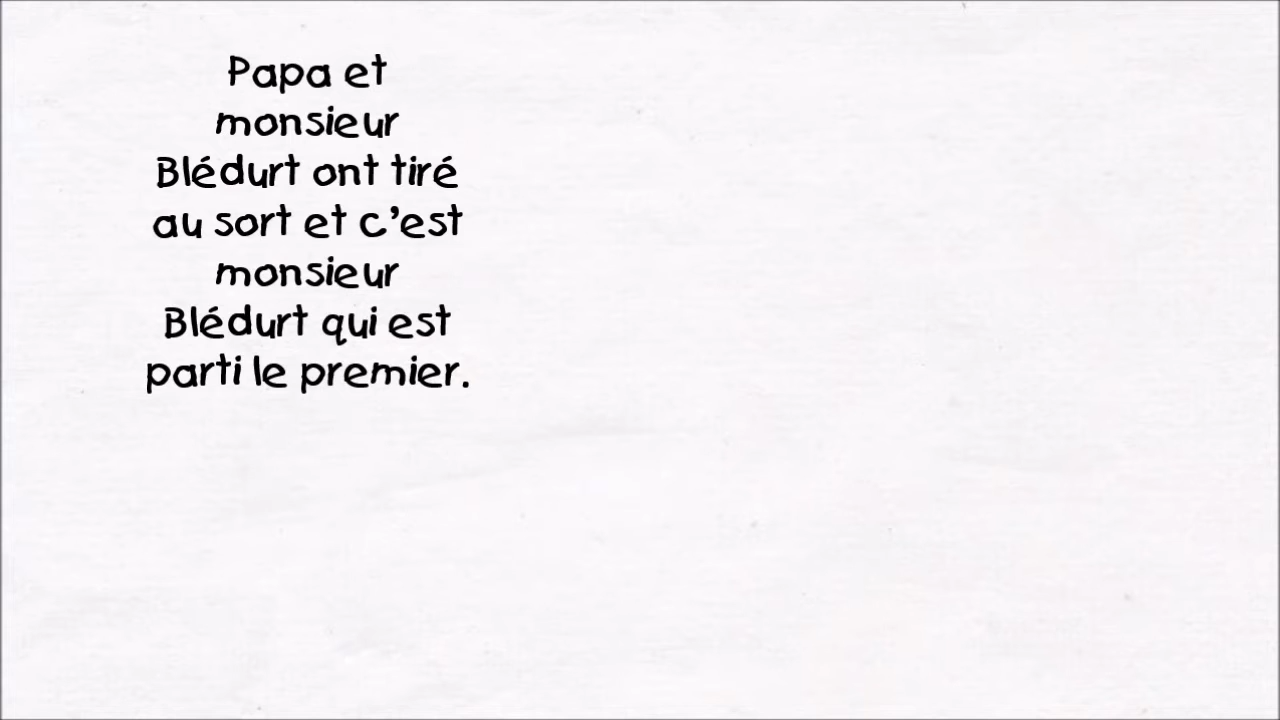 Papa et
monsieur
Blédurt ont tiré
au sort et c’est
monsieur
Blédurt qui est
parti le premier.